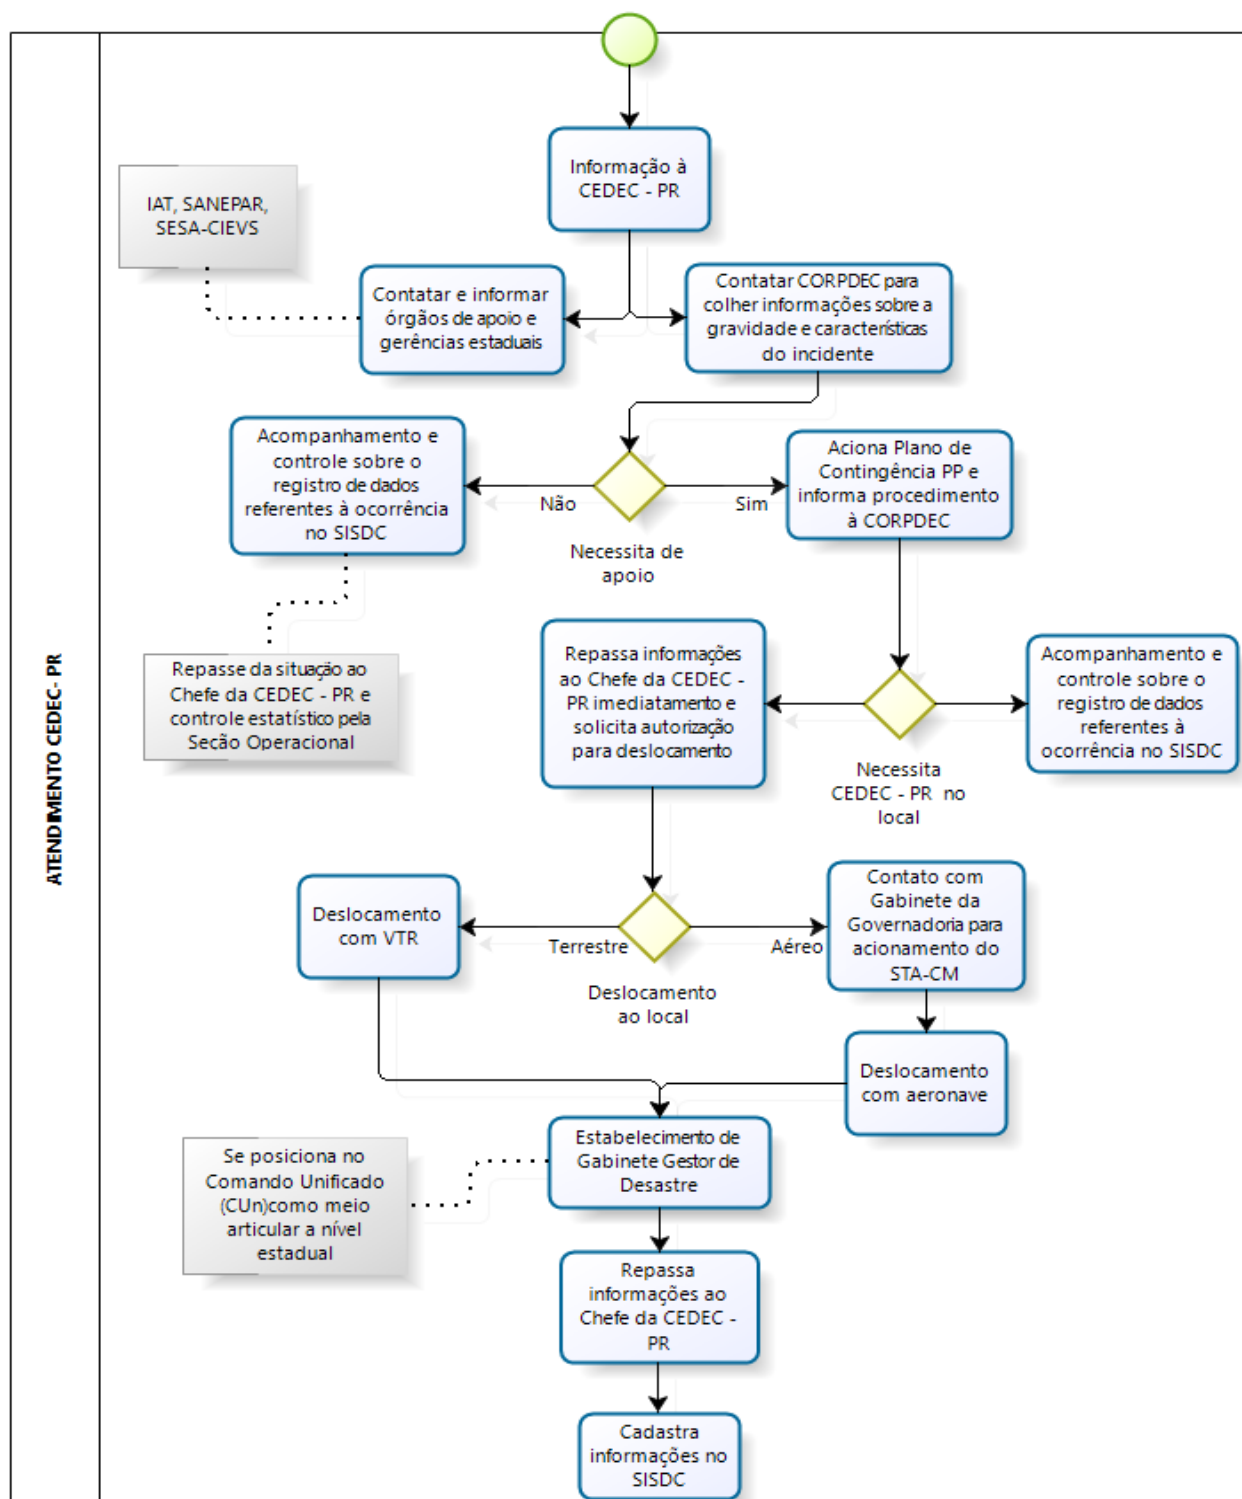 ATENDIMENTO CEDEC- PR
Informação à
CEDEC - PR
IAT, SANEPAR,
SESA-CIEVS
Contatar e informar
órgãos de apoio e
gerências estaduais
Contatar CORPDEC para
colher informações sobre a
gravidade e características
do incidente
Acompanhamento e
controle sobre o
registro de dados
referentes à ocorrência
no SISDC
Não
Sim
Necessita de
apoio
Aciona Plano de
Contingência PP e
informa procedimento
à CORPDEC
Repasse da situação ao
Chefe da CEDEC - PR e
controle estatístico pela
Secão Operacional
Repassa informações
ao Chefe da CEDEC -
PR imediatamento e
solicita autorização
para deslocamento
Necessita
CEDEC - PR no
local
Acompanhamento e
controle sobre o
registro de dados
referentes à
ocorrência no SISDC
Deslocamento
com VTR
Terrestre
Aéreo
Deslocamento
ao local
Contato com
Gabinete da
Governadoria para
acionamento do
STA-CM
Deslocamento
com aeronave
Estabelecimento de
Gabinete Gestor de
Desastre
Se posiciona no
Comando Unificado
(CUn)como meio
articular a nível
estadual
Repassa
informações ao
Chefe da CEDEC -
PR
Cadastra
informações no
SISDC